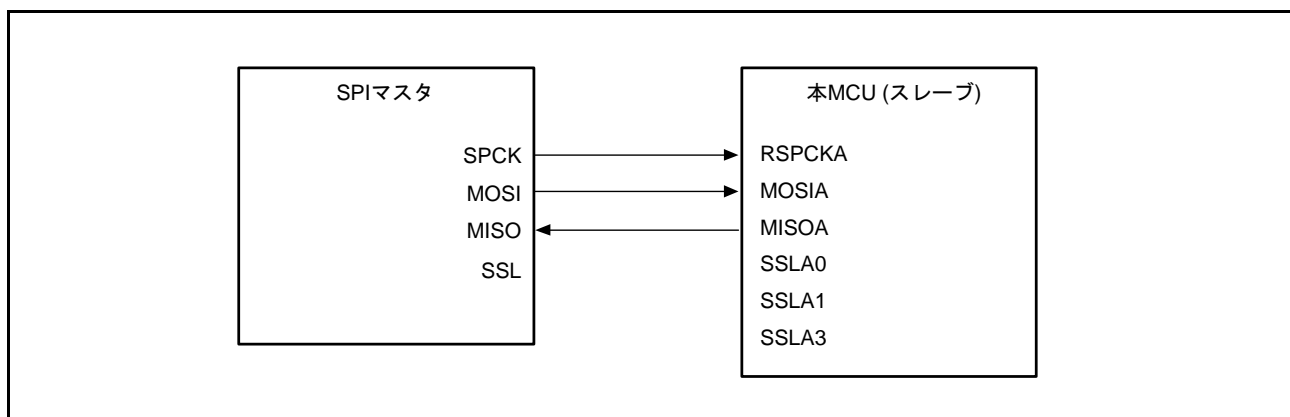 SPIマスタ
SPCK
MOSI
MISO
SSL
本MCU (スレーブ)
RSPCKA
MOSIA
MISOA
SSLA0
SSLA1
SSLA3